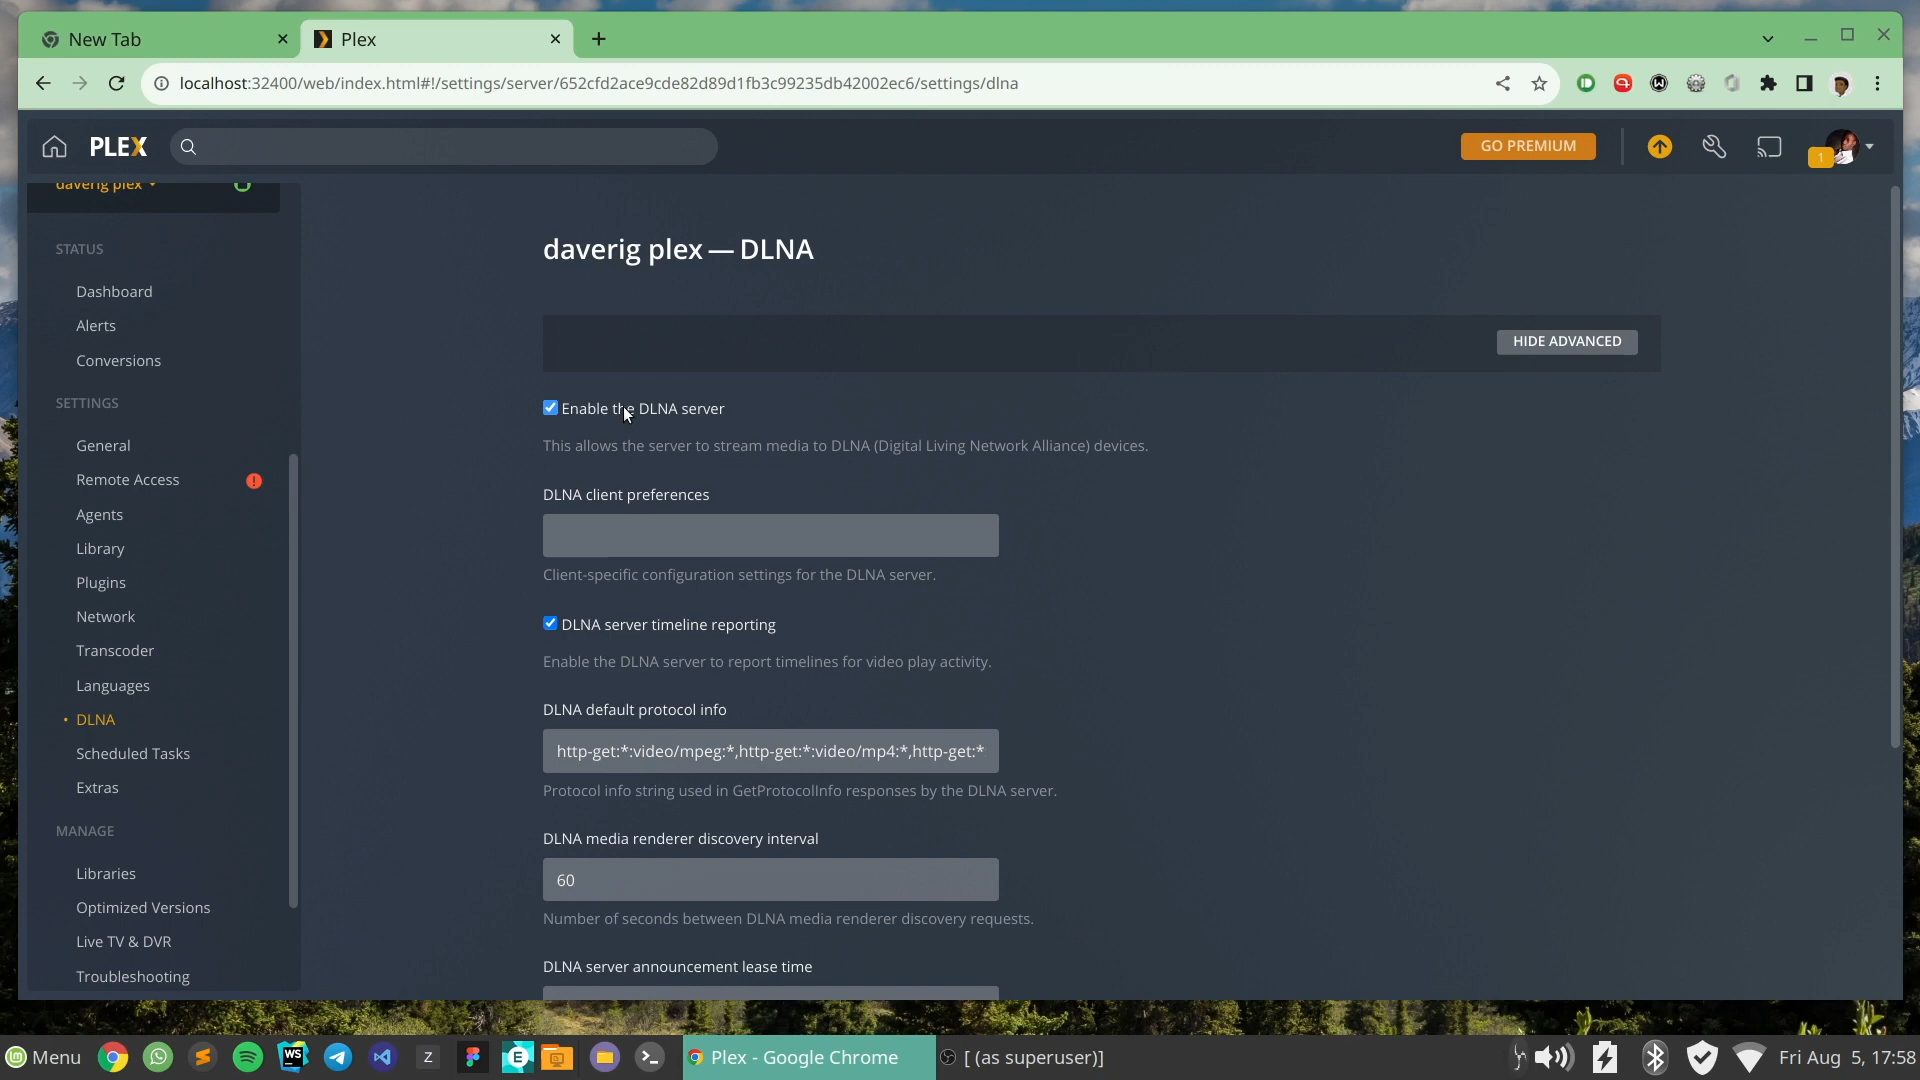 New Tab
Plex
localhost:32400/web/index.html#!/settings/server/652cfd2ace9cde82d89d1fb3c99235db42002ec6/settings/dlna
PLEX
GO PREMIUM
1
daverig plex
STATUS
Dashboard
Alerts
Conversions
SETTINGS
General
Remote Access
Agents
Library
Plugins
Network
Transcoder
Languages
• DLNA
Scheduled Tasks
Extras
MANAGE
Libraries
Optimized Versions
Live TV & DVR
Troubleshooting
daverig plex — DLNA
HIDE ADVANCED
Enable the DLNA server
This allows the server to stream media to DLNA (Digital Living Network Alliance) devices.
DLNA client preferences
Client-specific configuration settings for the DLNA server.
DLNA server timeline reporting
Enable the DLNA server to report timelines for video play activity.
DLNA default protocol info
http-get:*:video/mpeg:*,http-get:*:video/mp4:*,http-get:*
Protocol info string used in GetProtocolInfo responses by the DLNA server.
DLNA media renderer discovery interval
60
Number of seconds between DLNA media renderer discovery requests.
DLNA server announcement lease time
Menu
WS
Z
E
Plex - Google Chrome
[ (as superuser)]
Fri Aug 5, 17:58